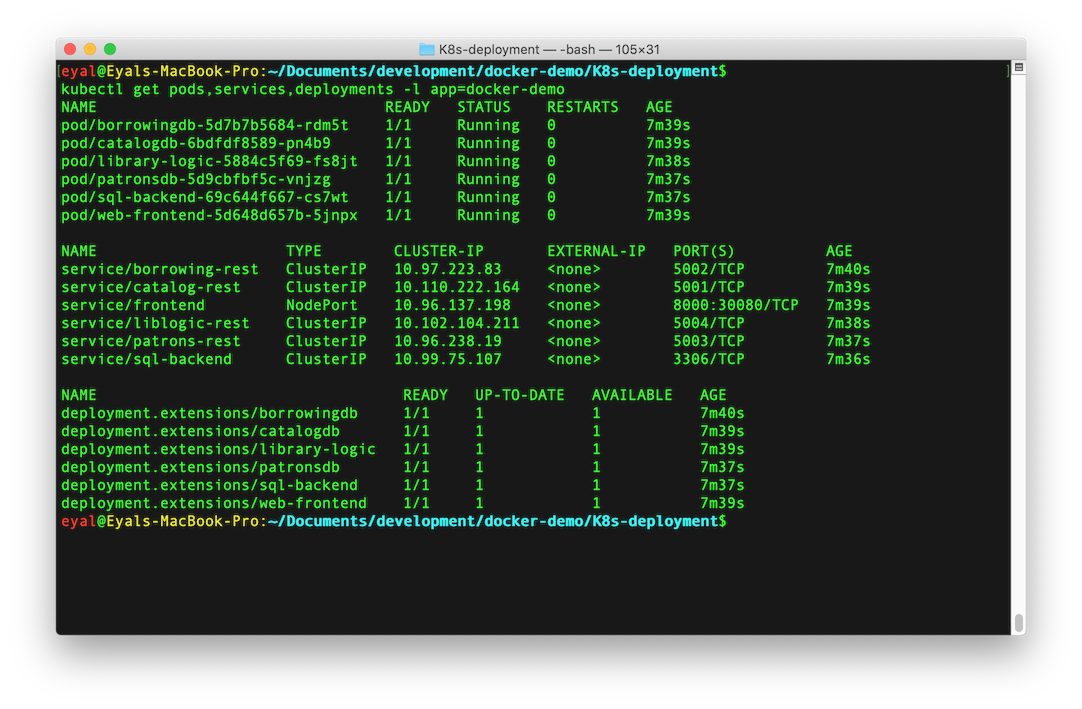 K8s-deployment — -bash — 105×31
[eyal@Eyals-MacBook-Pro:~/Documents/development/docker-demo/K8s-deployment$ ]
kubectl get pods,services,deployments -l app=docker-demo
NAME READY STATUS RESTARTS AGE
pod/borrowingdb-5d7b7b5684-rdm5t 1/1 Running 0 7m39s
pod/catalogdb-6bdfdf8589-pn4b9 1/1 Running 0 7m39s
pod/library-logic-5884c5f69-fs8jt 1/1 Running 0 7m38s
pod/patronsdb-5d9cbfbf5c-vnjzg 1/1 Running 0 7m37s
pod/sql-backend-69c644f667-cs7wt 1/1 Running 0 7m37s
pod/web-frontend-5d648d657b-5jnpx 1/1 Running 0 7m39s
NAME TYPE CLUSTER-IP EXTERNAL-IP PORT(S) AGE
service/borrowing-rest ClusterIP 10.97.223.83 <none> 5002/TCP 7m40s
service/catalog-rest ClusterIP 10.110.222.164 <none> 5001/TCP 7m39s
service/frontend NodePort 10.96.137.198 <none> 8000:30080/TCP 7m39s
service/liblogic-rest ClusterIP 10.102.104.211 <none> 5004/TCP 7m38s
service/patrons-rest ClusterIP 10.96.238.19 <none> 5003/TCP 7m37s
service/sql-backend ClusterIP 10.99.75.107 <none> 3306/TCP 7m36s
NAME READY UP-TO-DATE AVAILABLE AGE
deployment.extensions/borrowingdb 1/1 1 1 7m40s
deployment.extensions/catalogdb 1/1 1 1 7m39s
deployment.extensions/library-logic 1/1 1 1 7m39s
deployment.extensions/patronsdb 1/1 1 1 7m37s
deployment.extensions/sql-backend 1/1 1 1 7m37s
deployment.extensions/web-frontend 1/1 1 1 7m39s
eyal@Eyals-MacBook-Pro:~/Documents/development/docker-demo/K8s-deployment$